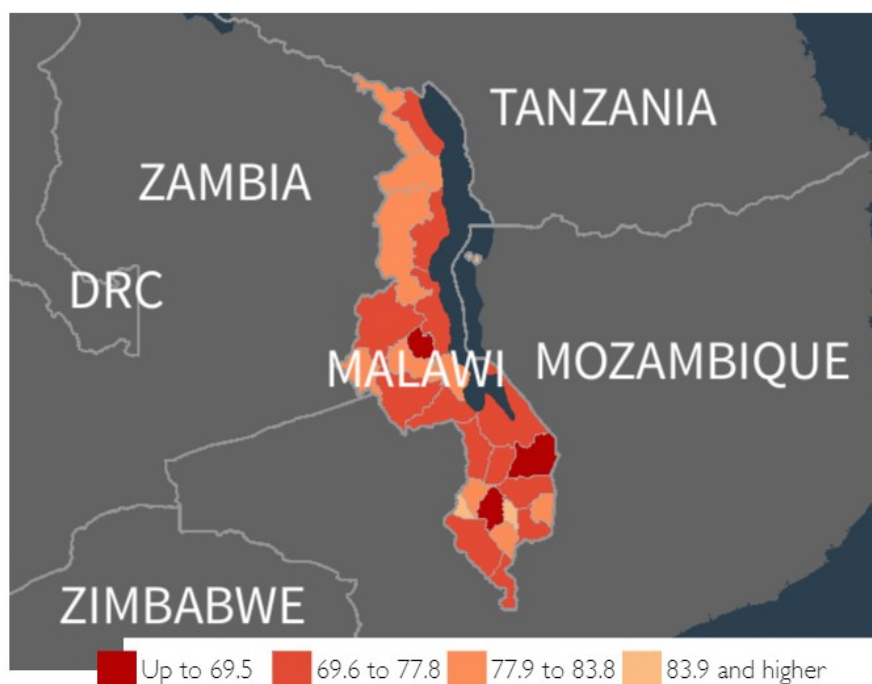 TANZANIA
ZAMBIA
DRC
MALAWI
MOZAMBIQUE
ZIMBABWE
Up to 69.5 69.6 to 77.8 77.9 to 83.8 83.9 and higher